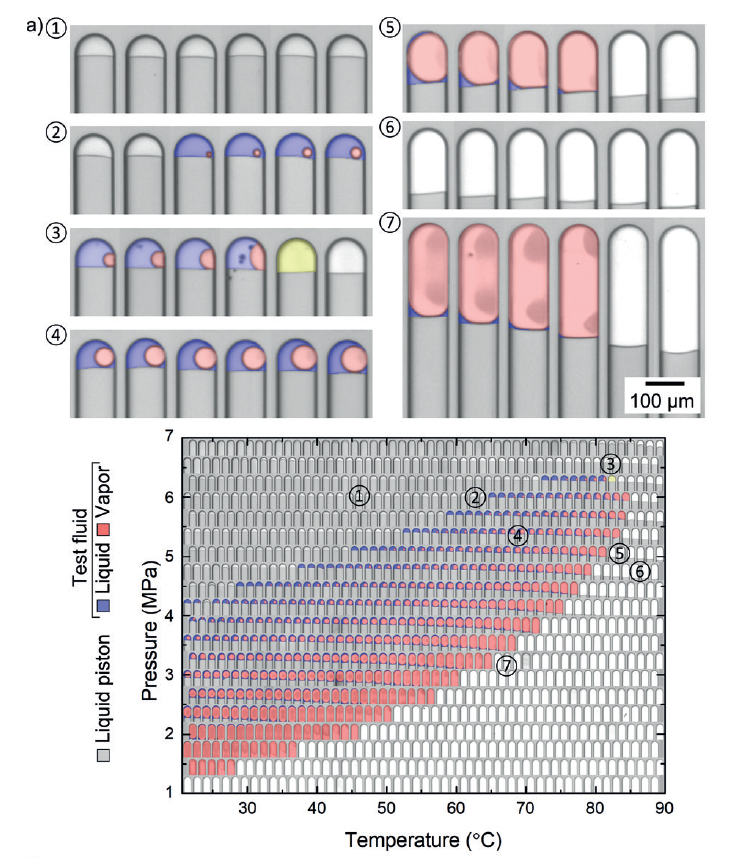 a)
①
②
③
④
⑤
⑥
⑦
100 µm
Test fluid
Liquid piston
Liquid
Vapor
Pressure (MPa)
7
6
5
4
3
2
1
①
②
③
④
⑤
⑥
⑦
30 40 50 60 70 80 90
Temperature (°C)